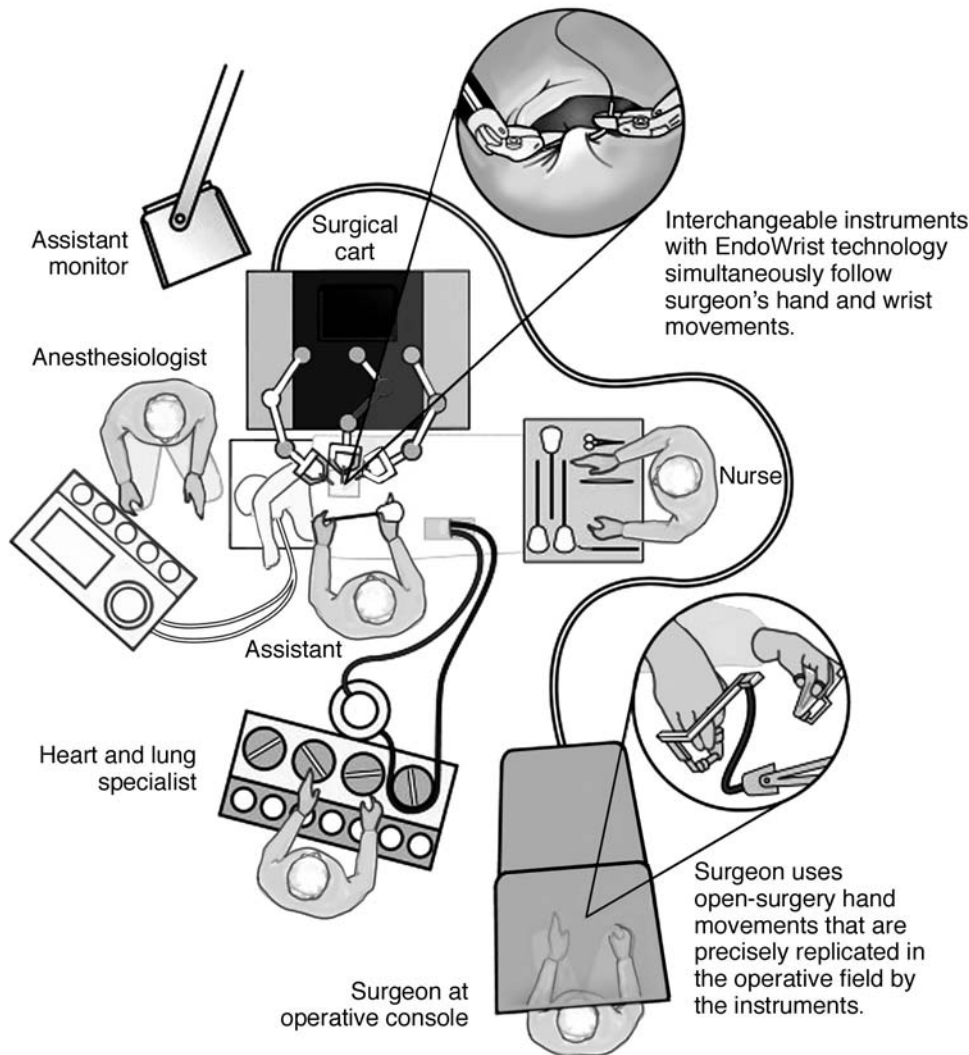 Assistant
monitor
Surgical
cart
Interchangeable instruments
with EndoWrist technology
simultaneously follow
surgeon’s hand and wrist
movements.
Anesthesiologist
Nurse
Assistant
Heart and lung
specialist
Surgeon uses
open-surgery hand
movements that are
precisely replicated in
the operative field by
the instruments.
Surgeon at
operative console